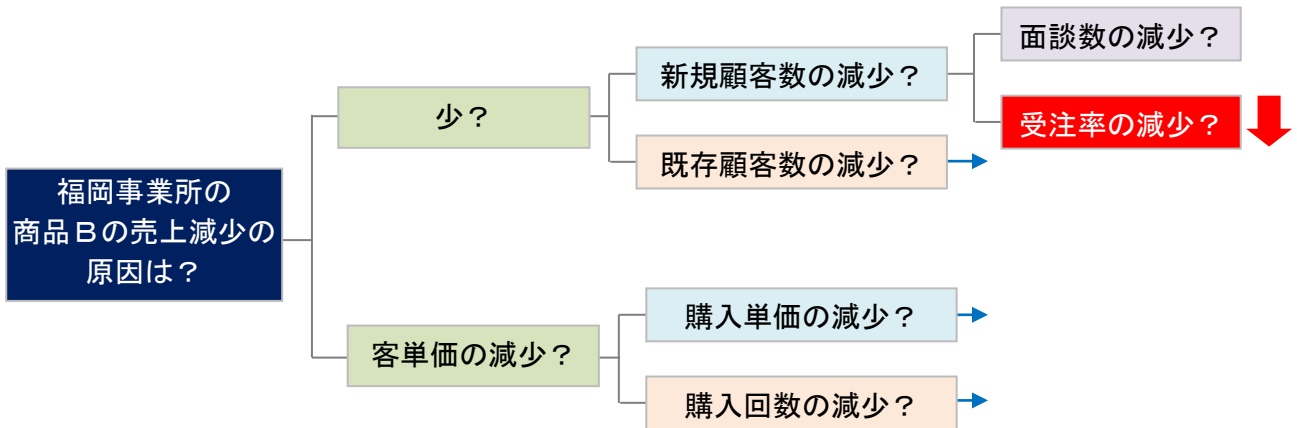 面談数の減少？
新規顧客数の減少？
少？
受注率の減少？
既存顧客数の減少？
福岡事業所の
商品Ｂの売上減少の
原因は？
購入単価の減少？
客単価の減少？
購入回数の減少？